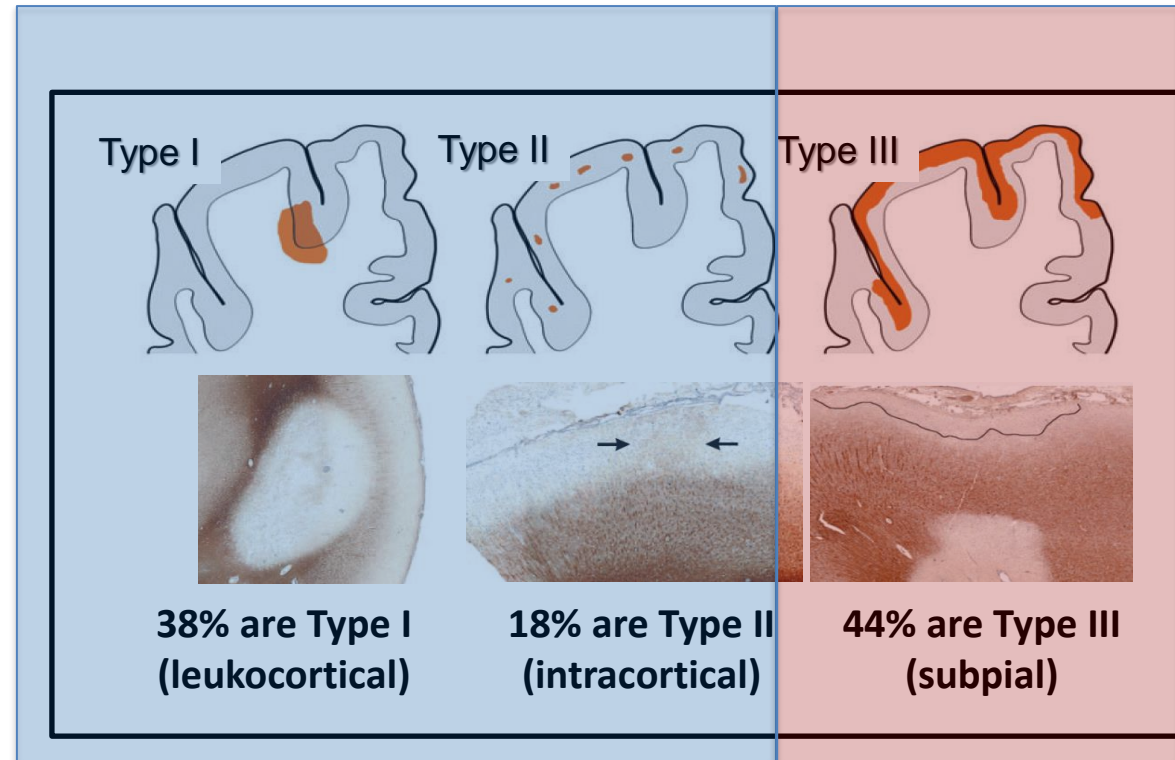 Type I
Type II
Type III
38% are Type I
(leukocortical)
18% are Type II
(intracortical)
44% are Type III
(subpial)